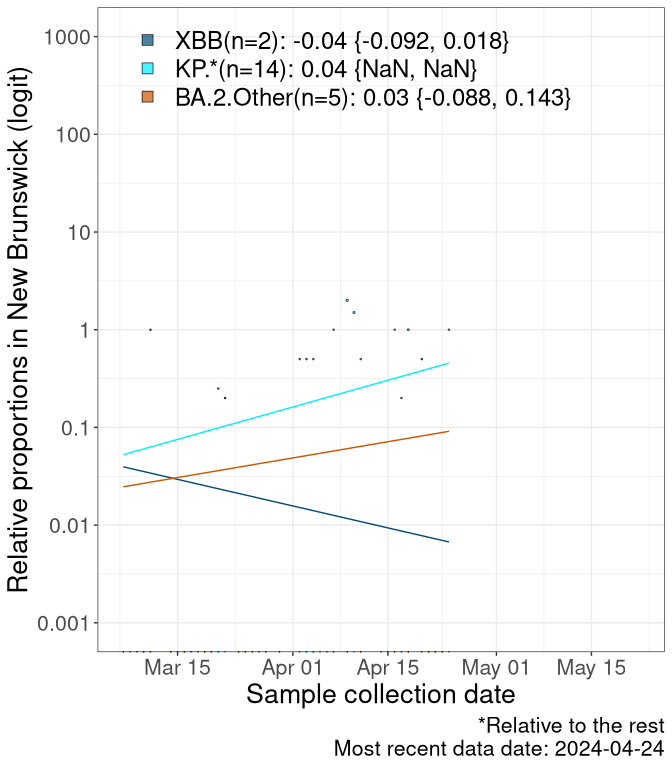 XBB(n=2): -0.04 {-0.092, 0.018}
KP.*(n=14): 0.04 {NaN, NaN}
BA.2.Other(n=5): 0.03 {-0.088, 0.143}
Relative proportions in New Brunswick (logit)
1000
100
10
1
0.1
0.01
0.001
Mar 15 Apr 01 Apr 15 May 01 May 15
Sample collection date
*Relative to the rest
Most recent data date: 2024-04-24